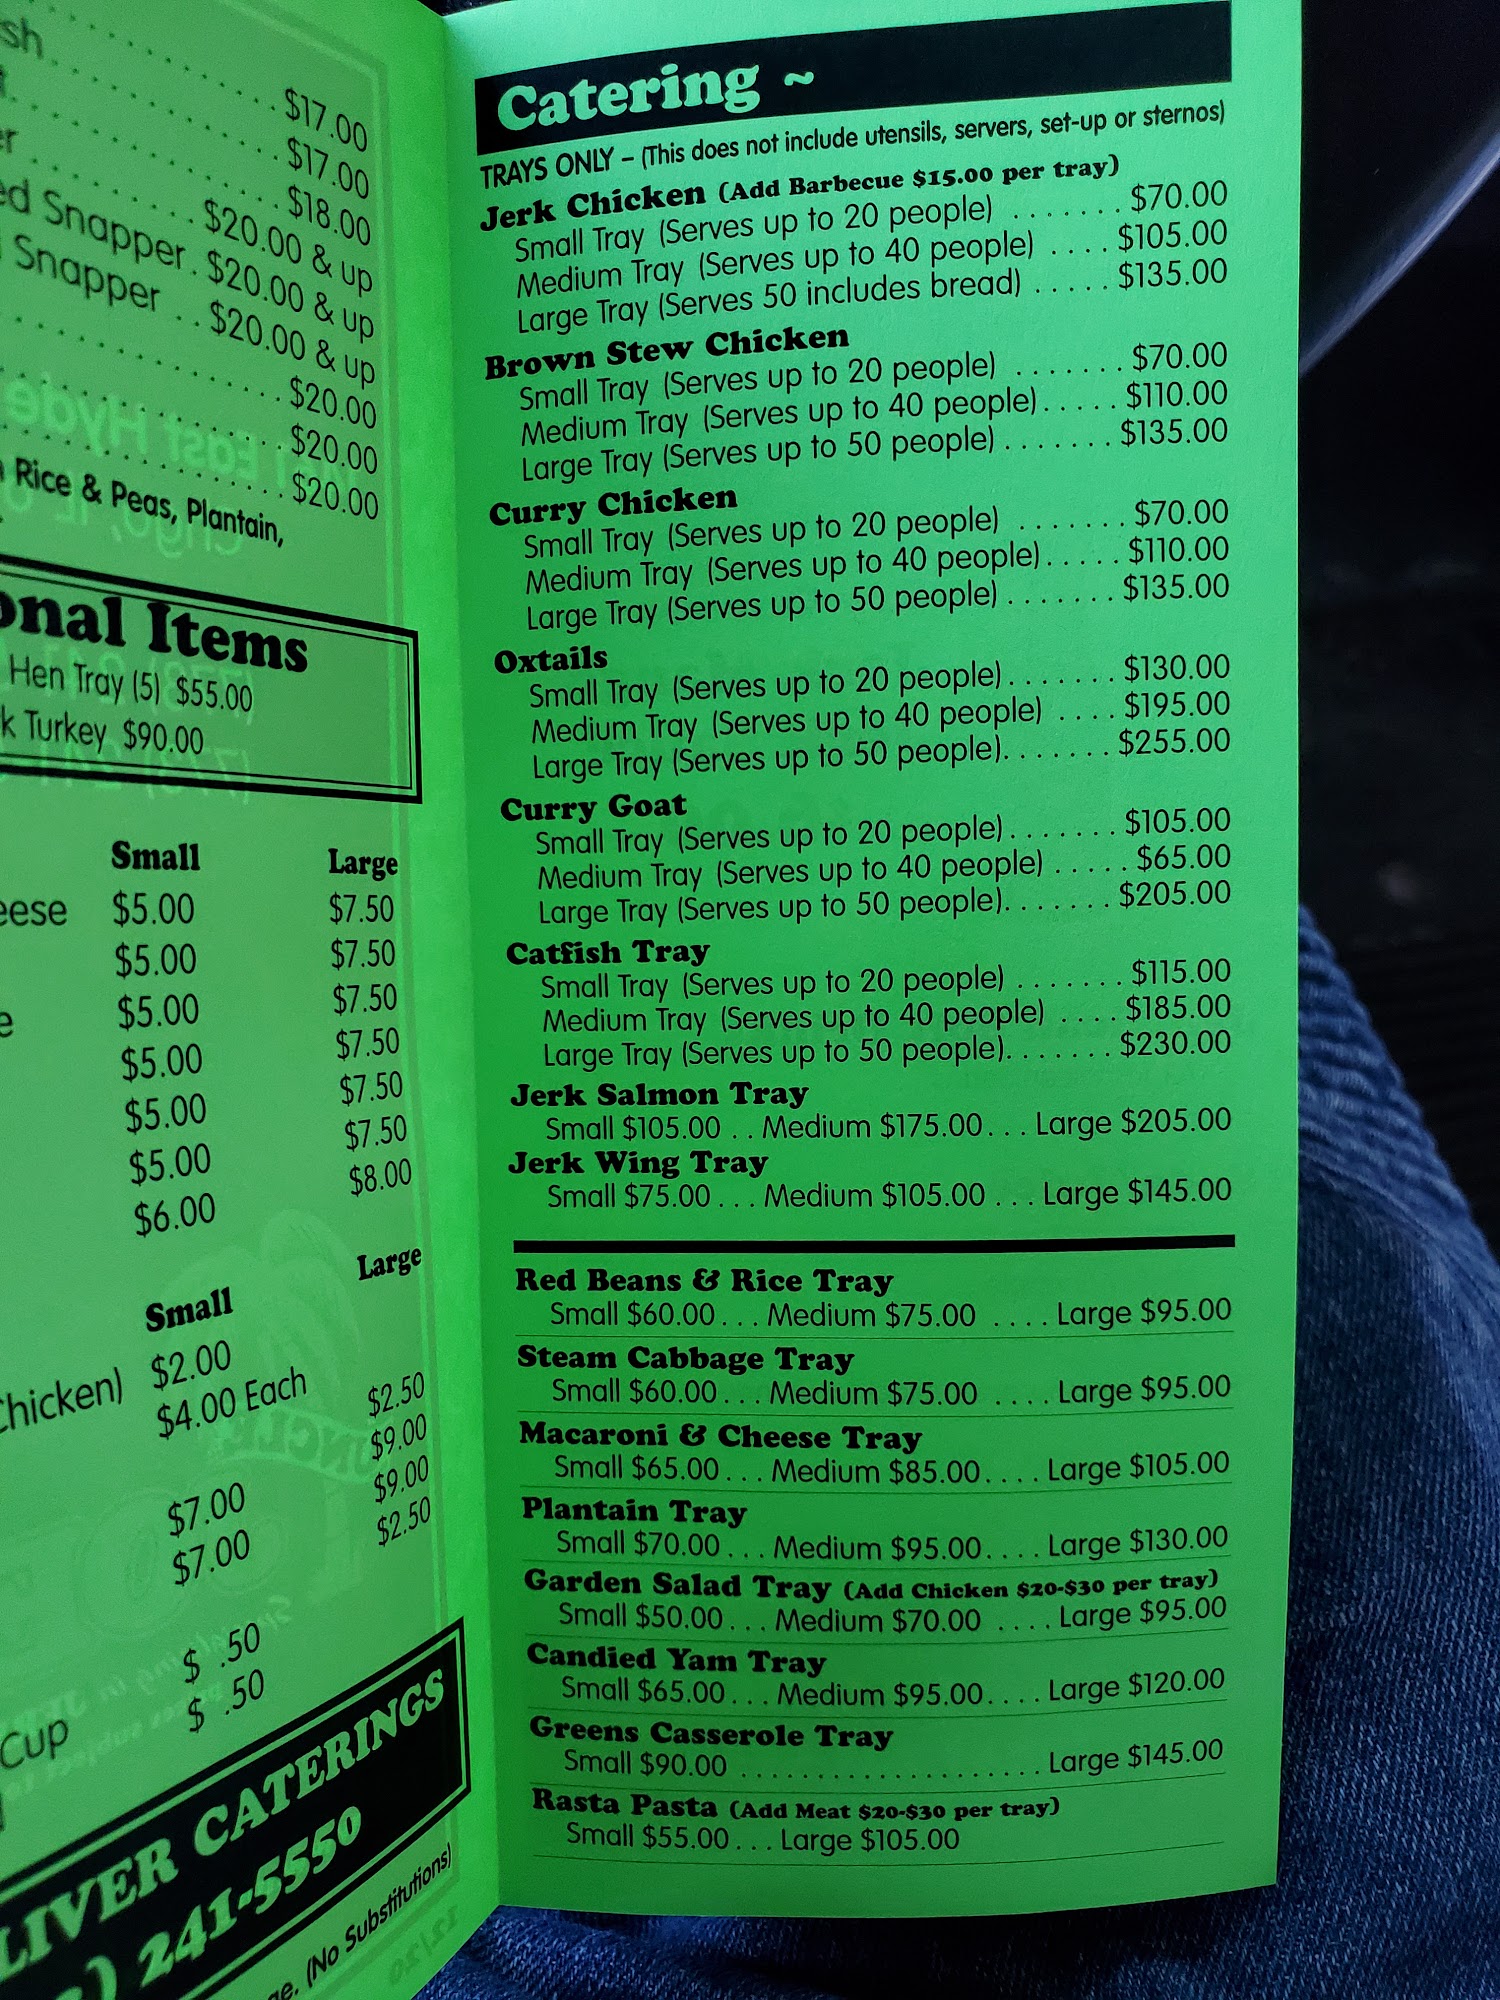 $17.00
$17.00
$18.00
$20.00 & up
Snapper . $20.00 & up
Snapper . . $20.00 & up
$20.00
$20.00
$20.00
Rice & Peas, Plantain,
Items
Hen Tray (5) $55.00
Turkey $90.00
Small Large
$5.00 $7.50
$5.00 $7.50
$5.00 $7.50
$5.00 $7.50
$5.00 $7.50
$5.00 $7.50
$6.00 $8.00
Small Large
$2.00 $2.50
$4.00 Each $9.00
$7.00 $9.00
$7.00 $2.50
$ .50
Cup $ .50
CATERINGS
241-5550
(No Substitutions)
Catering ~
TRAYS ONLY – (This does not include utensils, servers, set-up or sternos)
Jerk Chicken (Add Barbecue $15.00 per tray)
Small Tray (Serves up to 20 people) . . . . . . . $70.00
Medium Tray (Serves up to 40 people) . . . . $105.00
Large Tray (Serves 50 includes bread) . . . . . $135.00
Brown Stew Chicken
Small Tray (Serves up to 20 people) . . . . . . . $70.00
Medium Tray (Serves up to 40 people) . . . . . $110.00
Large Tray (Serves up to 50 people) . . . . . . . $135.00
Curry Chicken
Small Tray (Serves up to 20 people) . . . . . . . $70.00
Medium Tray (Serves up to 40 people) . . . . . $110.00
Large Tray (Serves up to 50 people) . . . . . . . $135.00
Oxtails
Small Tray (Serves up to 20 people) . . . . . . . $130.00
Medium Tray (Serves up to 40 people) . . . . $195.00
Large Tray (Serves up to 50 people). . . . . . . $255.00
Curry Goat
Small Tray (Serves up to 20 people) . . . . . . . $105.00
Medium Tray (Serves up to 40 people) . . . . . $65.00
Large Tray (Serves up to 50 people). . . . . . . $205.00
Catfish Tray
Small Tray (Serves up to 20 people) . . . . . . . $115.00
Medium Tray (Serves up to 40 people) . . . . $185.00
Large Tray (Serves up to 50 people). . . . . . . $230.00
Jerk Salmon Tray
Small $105.00 . . Medium $175.00 . . . Large $205.00
Jerk Wing Tray
Small $75.00 . . . Medium $105.00 . . . Large $145.00
Red Beans & Rice Tray
Small $60.00 . . . Medium $75.00 . . . . Large $95.00
Steam Cabbage Tray
Small $60.00 . . . Medium $75.00 . . . . Large $95.00
Macaroni & Cheese Tray
Small $65.00 . . . Medium $85.00 . . . . Large $105.00
Plantain Tray
Small $70.00 . . . Medium $95.00 . . . . Large $130.00
Garden Salad Tray (Add Chicken $20-$30 per tray)
Small $50.00 . . . Medium $70.00 . . . . Large $95.00
Candied Yam Tray
Small $65.00 . . . Medium $95.00 . . . . Large $120.00
Greens Casserole Tray
Small $90.00 . . . . . . . . . . . . . . . . . . . Large $145.00
Rasta Pasta (Add Meat $20-$30 per tray)
Small $55.00 . . . Large $105.00